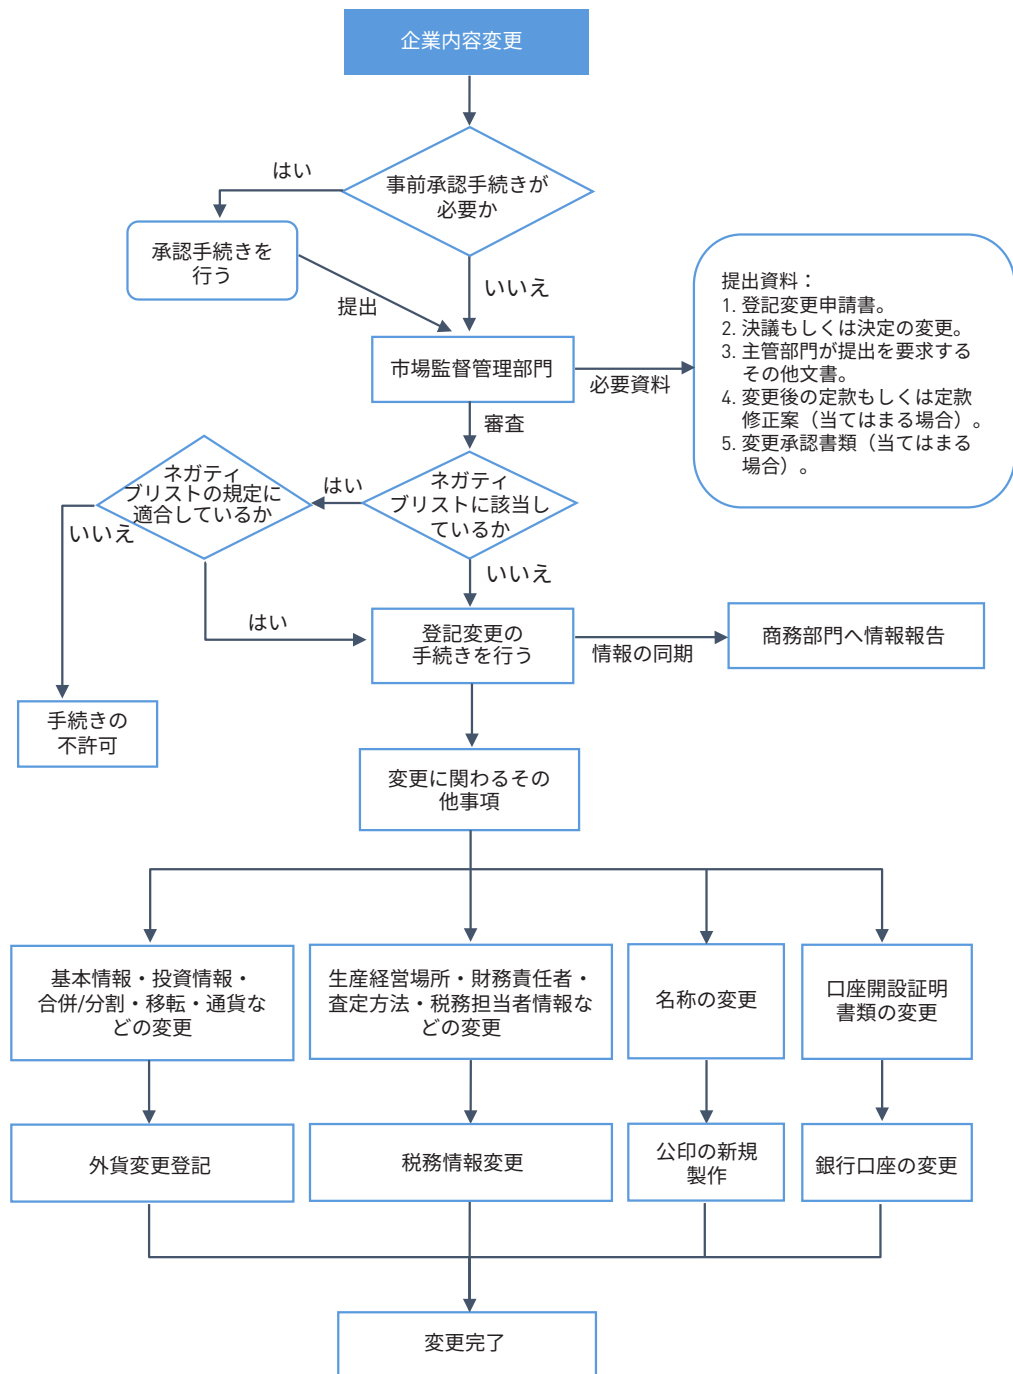 企業内容変更
はい
事前承認手続きが
必要か
承認手続きを
行う
提出
いいえ
提出資料：
1. 登記変更申請書。
2. 決議もしくは決定の変更。
3. 主管部門が提出を要求する
その他文書。
4. 変更後の定款もしくは定款
修正案（当てはまる場合）。
5. 変更承認書類（当てはまる
場合）。
市場監督管理部門
必要資料
審査
ネガティ
ブリストの規定に
適合しているか
はい
ネガティ
ブリストに該当し
ているか
いいえ
いいえ
はい
登記変更の
手続きを行う
情報の同期
商務部門へ情報報告
手続きの
不許可
変更に関わるその
他事項
基本情報・投資情報・
合併/分割・移転・通貨な
どの変更
生産経営場所・財務責任者・
査定方法・税務担当者情報な
どの変更
名称の変更
口座開設証明
書類の変更
外貨変更登記
税務情報変更
公印の新規
製作
銀行口座の変更
変更完了